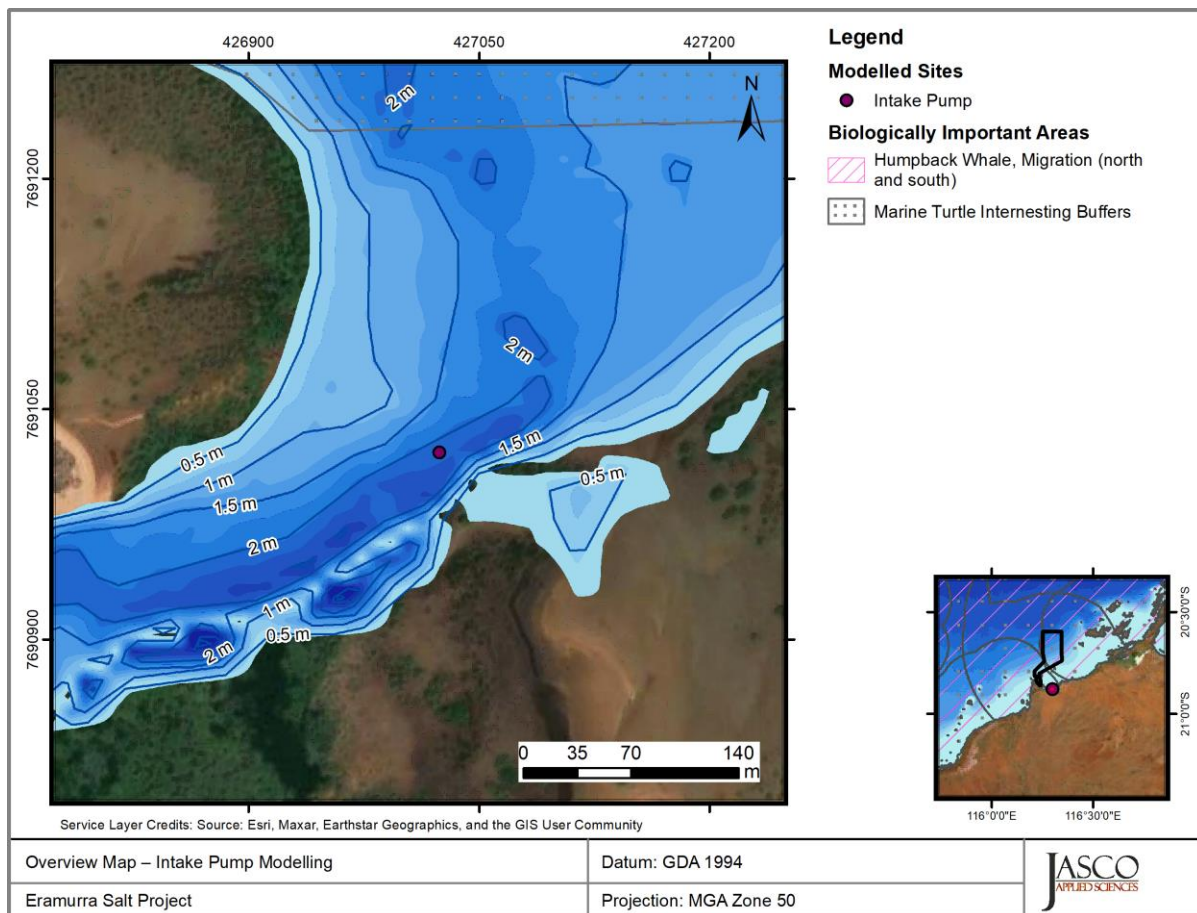 426900
427050
427200
Legend
Modelled Sites
Intake Pump
Biologically Important Areas
Humpback Whale, Migration (north
and south)
Marine Turtle Internesting Buffers
N
2 m
7691200
2 m
7691050
1.5 m
0.5 m
1 m
1.5 m
0.5 m
2 m
1 m
0.5 m
2 m
7690900
0 35 70 140
m
20°30'0"S
21°0'0"S
116°0'0"E 116°30'0"E
Service Layer Credits: Source: Esri, Maxar, Earthstar Geographics, and the GIS User Community
Overview Map – Intake Pump Modelling
Datum: GDA 1994
JASCO
APPLIED SCIENCES
Eramurra Salt Project
Projection: MGA Zone 50